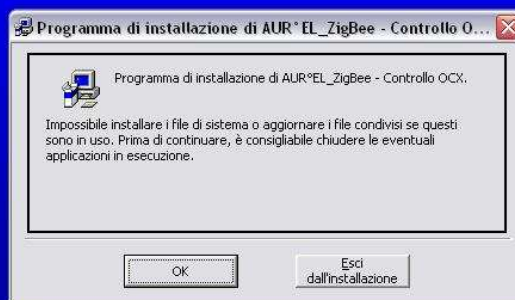 Programma di installazione di AUR°EL_ZigBee - Controllo O...
Programma di installazione di AUR°EL_ZigBee - Controllo OCX.
Impossibile installare i file di sistema o aggiornare i file condivisi se questi
sono in uso. Prima di continuare, è consigliabile chiudere le eventuali
applicazioni in esecuzione.
OK
Esci
dall'installazione